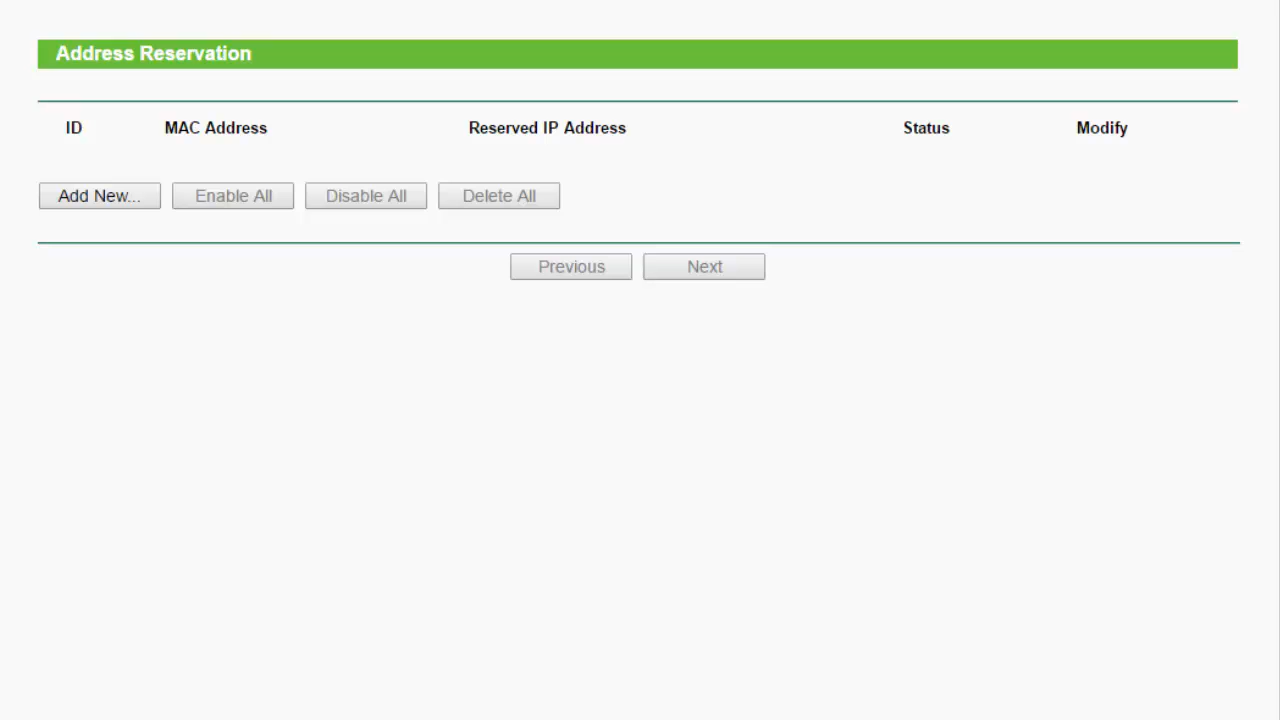 Address Reservation
ID MAC Address Reserved IP Address Status Modify
Add New... Enable All Disable All Delete All
Previous Next